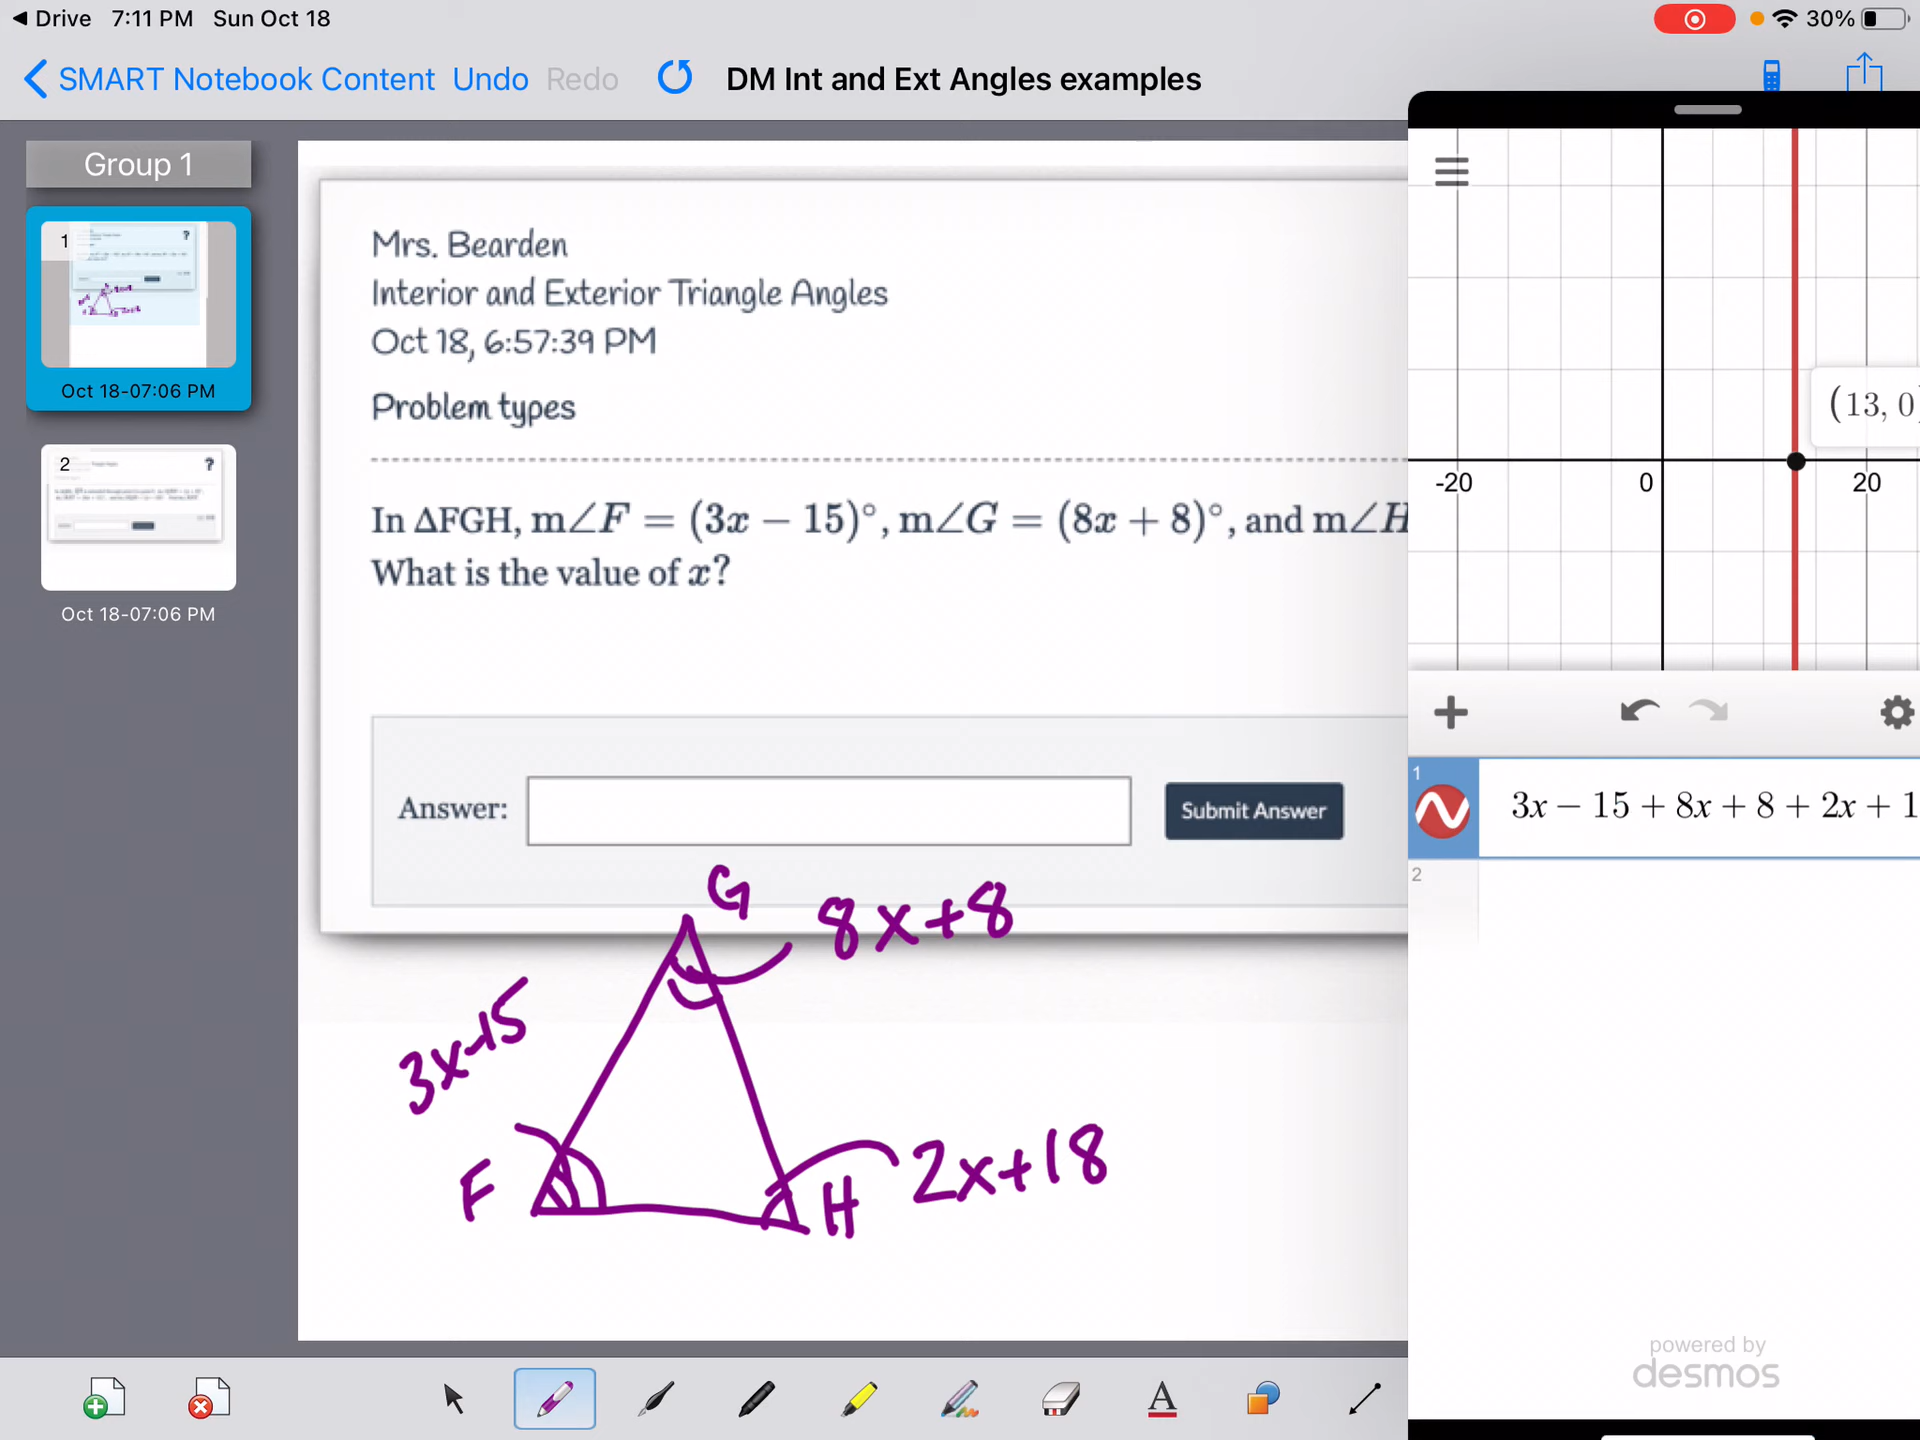 Drive 7:11 PM Sun Oct 18 30%
SMART Notebook Content Undo Redo DM Int and Ext Angles examples
Group 1
1
Oct 18-07:06 PM
2
Oct 18-07:06 PM
Mrs. Bearden
Interior and Exterior Triangle Angles
Oct 18, 6:57:39 PM
Problem types
In ΔFGH, m∠F = (3x − 15)°, m∠G = (8x + 8)°, and m∠H
What is the value of x?
Answer: Submit Answer
G 8x+8
3x-15
F H 2x+18
(13, 0)
-20 0 20
1 3x − 15 + 8x + 8 + 2x + 1
2
powered by
desmos